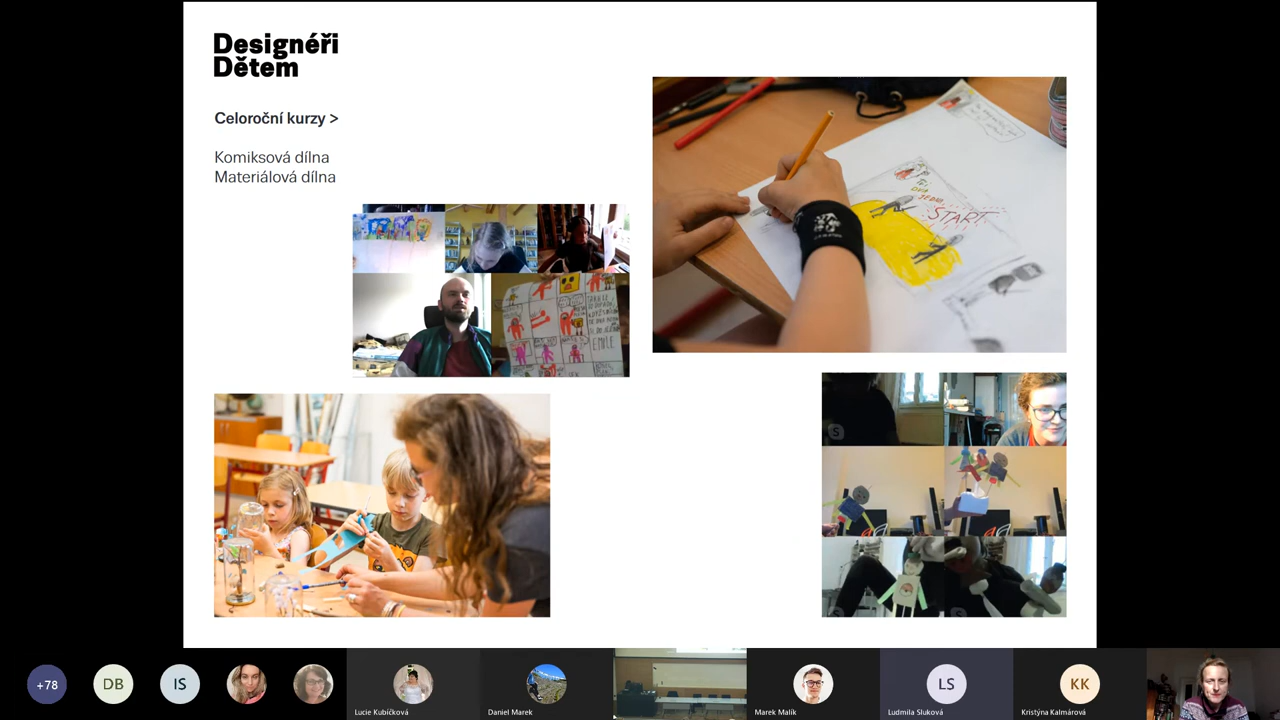 Designéři
Dětem
Celoroční kurzy >
Komiksová dílna
Materiálová dílna
START
+78
DB
IS
Lucie Kubíčková
Daniel Marek
Marek Malík
LS
Ludmila Sluková
KK
Kristýna Kalmárová